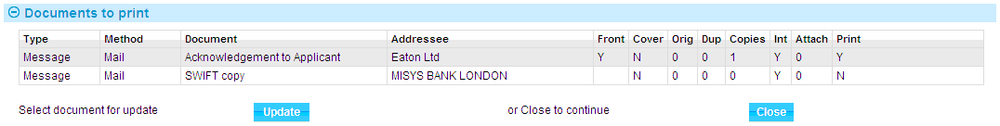 Documents to print
Type Method Document Addressee Front Cover Orig Dup Copies Int Attach Print
Message Mail Acknowledgement to Applicant Eaton Ltd Y N 0 0 1 Y 0 Y
Message Mail SWIFT copy MISYS BANK LONDON N 0 0 0 Y 0 N
Select document for update Update or Close to continue Close